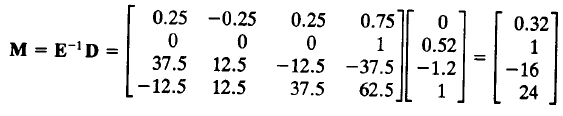 0.25 -0.25 0.25 0.75 0 0.32
0 0 0 1 0.52 1
M = E⁻¹D = =
37.5 12.5 -12.5 -37.5 -1.2 -16
-12.5 12.5 37.5 62.5 1 24